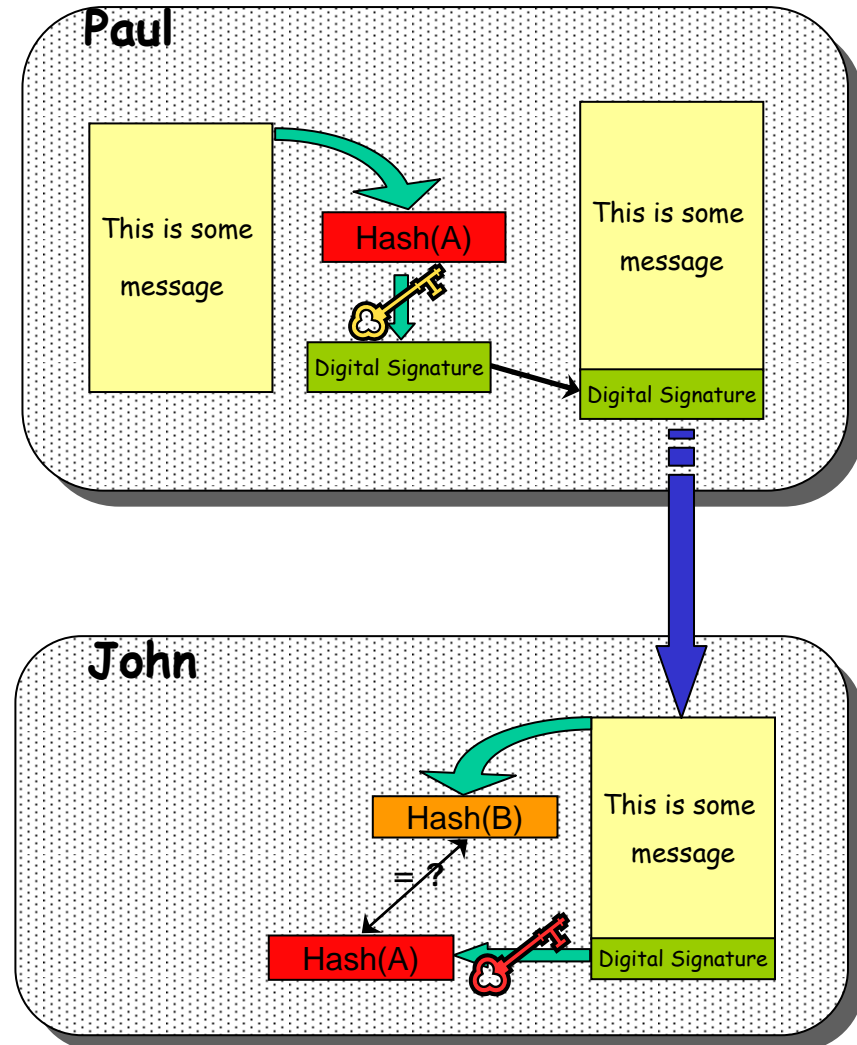 Paul
This is some
message
Hash(A)
Digital Signature
This is some
message
Digital Signature
John
Hash(B)
= ?
Hash(A)
This is some
message
Digital Signature